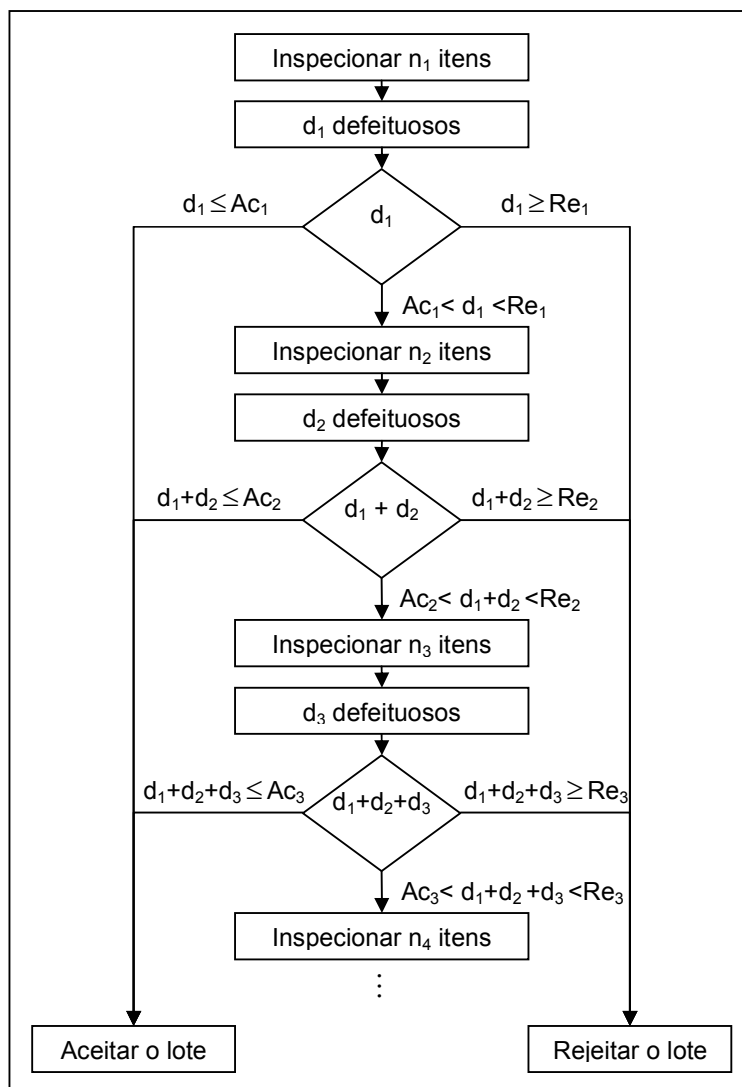 Inspecionar n₁ itens
d₁ defeituosos
d₁ ≤ Ac₁
d₁
d₁ ≥ Re₁
Ac₁< d₁ <Re₁
Inspecionar n₂ itens
d₂ defeituosos
d₁+d₂ ≤ Ac₂
d₁ + d₂
d₁+d₂ ≥ Re₂
Ac₂< d₁+d₂ <Re₂
Inspecionar n₃ itens
d₃ defeituosos
d₁+d₂+d₃ ≤ Ac₃
d₁+d₂+d₃
d₁+d₂+d₃ ≥ Re₃
Ac₃< d₁+d₂ +d₃ <Re₃
Inspecionar n₄ itens
⋮
Aceitar o lote
Rejeitar o lote